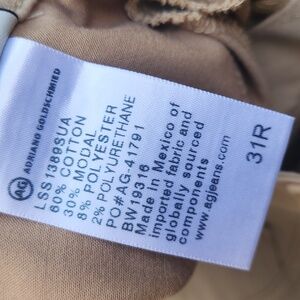 AG ADRIANO GOLDSCHMIED
LSS1389SUA
60% COTTON
30% MODAL
8% POLYESTER
2% POLYURETHANE
PO#AG-41791
BW19316
Made in Mexico of
imported fabric and
globally sourced
components
www.agjeans.com
31R